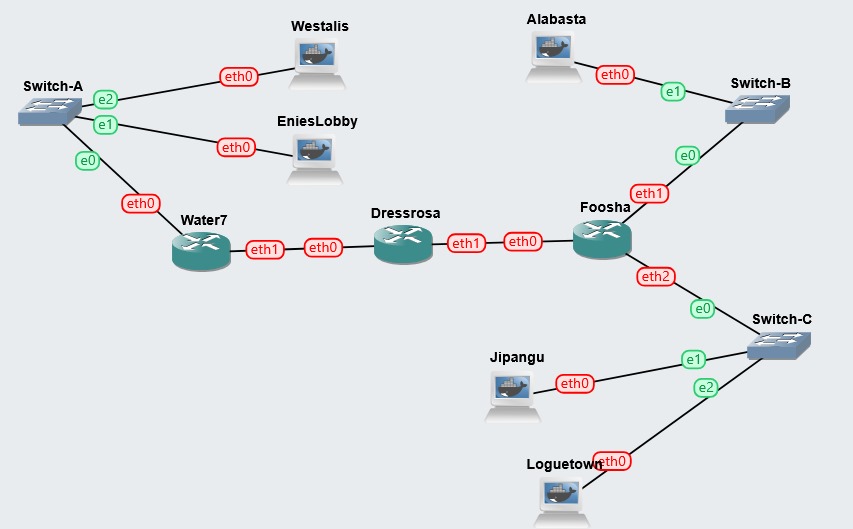 Westalis
Alabasta
Switch-A
eth0
eth0
Switch-B
e2
e1
e1
EniesLobby
eth0
e0
e0
eth0
eth1
Water7
Dressrosa
Foosha
eth1
eth0
eth1
eth0
eth2
e0
Switch-C
Jipangu
e1
eth0
e2
Loguetown
eth0